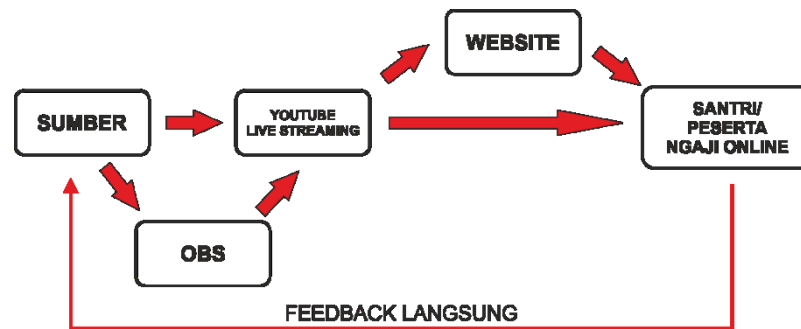 WEBSITE
SUMBER
YOUTUBE
LIVE STREAMING
SANTRI/
PESERTA
NGAJI ONLINE
OBS
FEEDBACK LANGSUNG